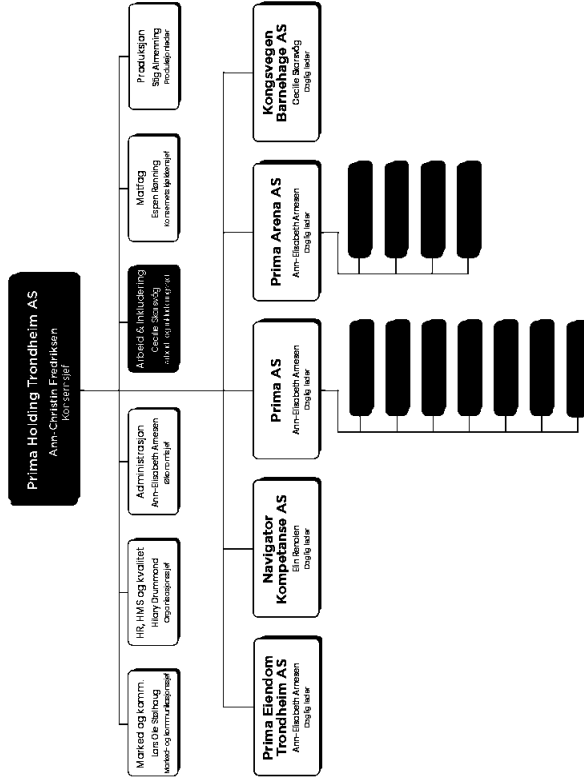 Prima Holding Trondheim AS
Ann-Christin Fredriksen
Konsernsjef
Marked og komm.
Lars Ole Stølhaug
Marked- og kommunikasjonssjef
HR, HMS og kvalitet
Hilary Drummond
Organisasjonssjef
Administrasjon
Ann-Elisabeth Arnesen
Økonomisjef
Arbeid & Inkludering
Cecilie Skarsvåg
Matfag
Espen Rønning
Konsernets kjøkkensjef
Produksjon
Stig Almenning
Produksjonsleder
Prima Eiendom
Trondheim AS
Ann-Elisabeth Arnesen
Daglig leder
Navigator
Kompetanse AS
Elin Renolen
Daglig leder
Prima AS
Ann-Elisabeth Arnesen
Daglig leder
Prima Arena AS
Ann-Elisabeth Arnesen
Daglig leder
Kongsvegen
Barnehage AS
Cecilie Skarsvåg
Daglig leder